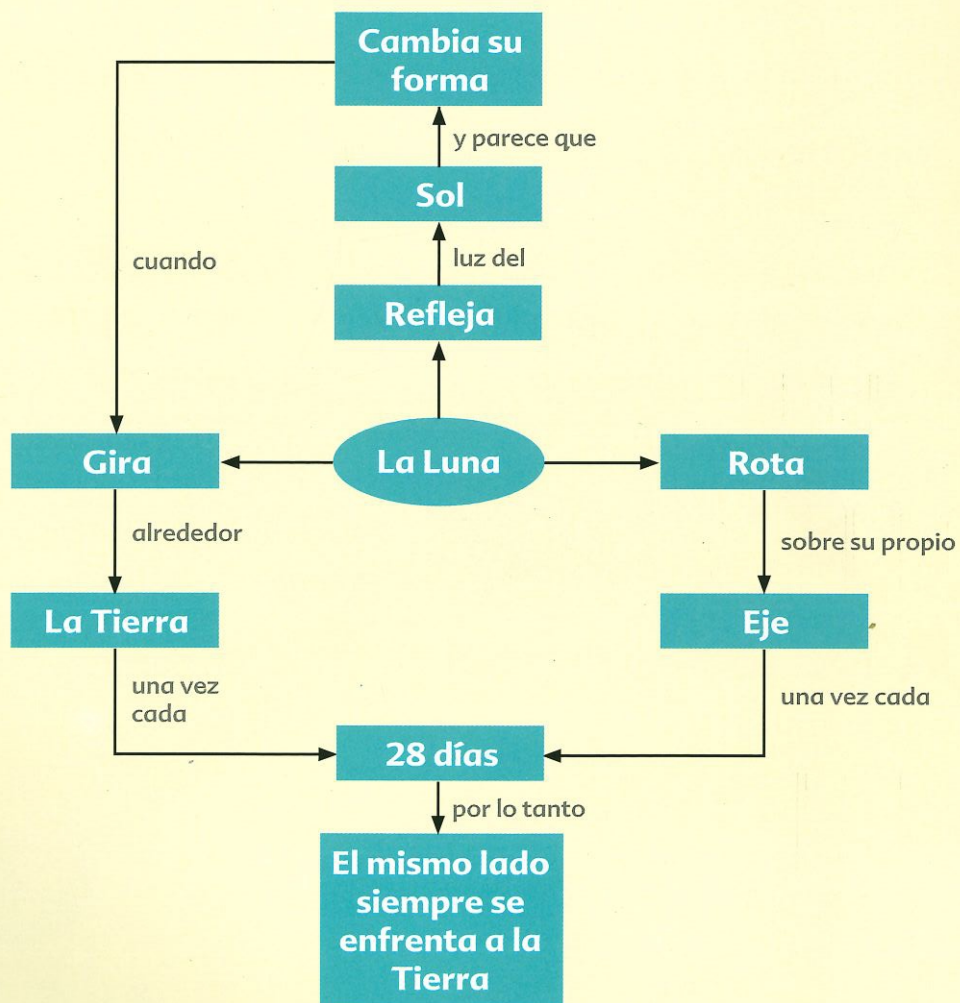 Cambia su
forma
y parece que
Sol
cuando
luz del
Refleja
Gira
La Luna
Rota
alrededor
sobre su propio
La Tierra
Eje
una vez
cada
una vez cada
28 días
por lo tanto
El mismo lado
siempre se
enfrenta a la
Tierra